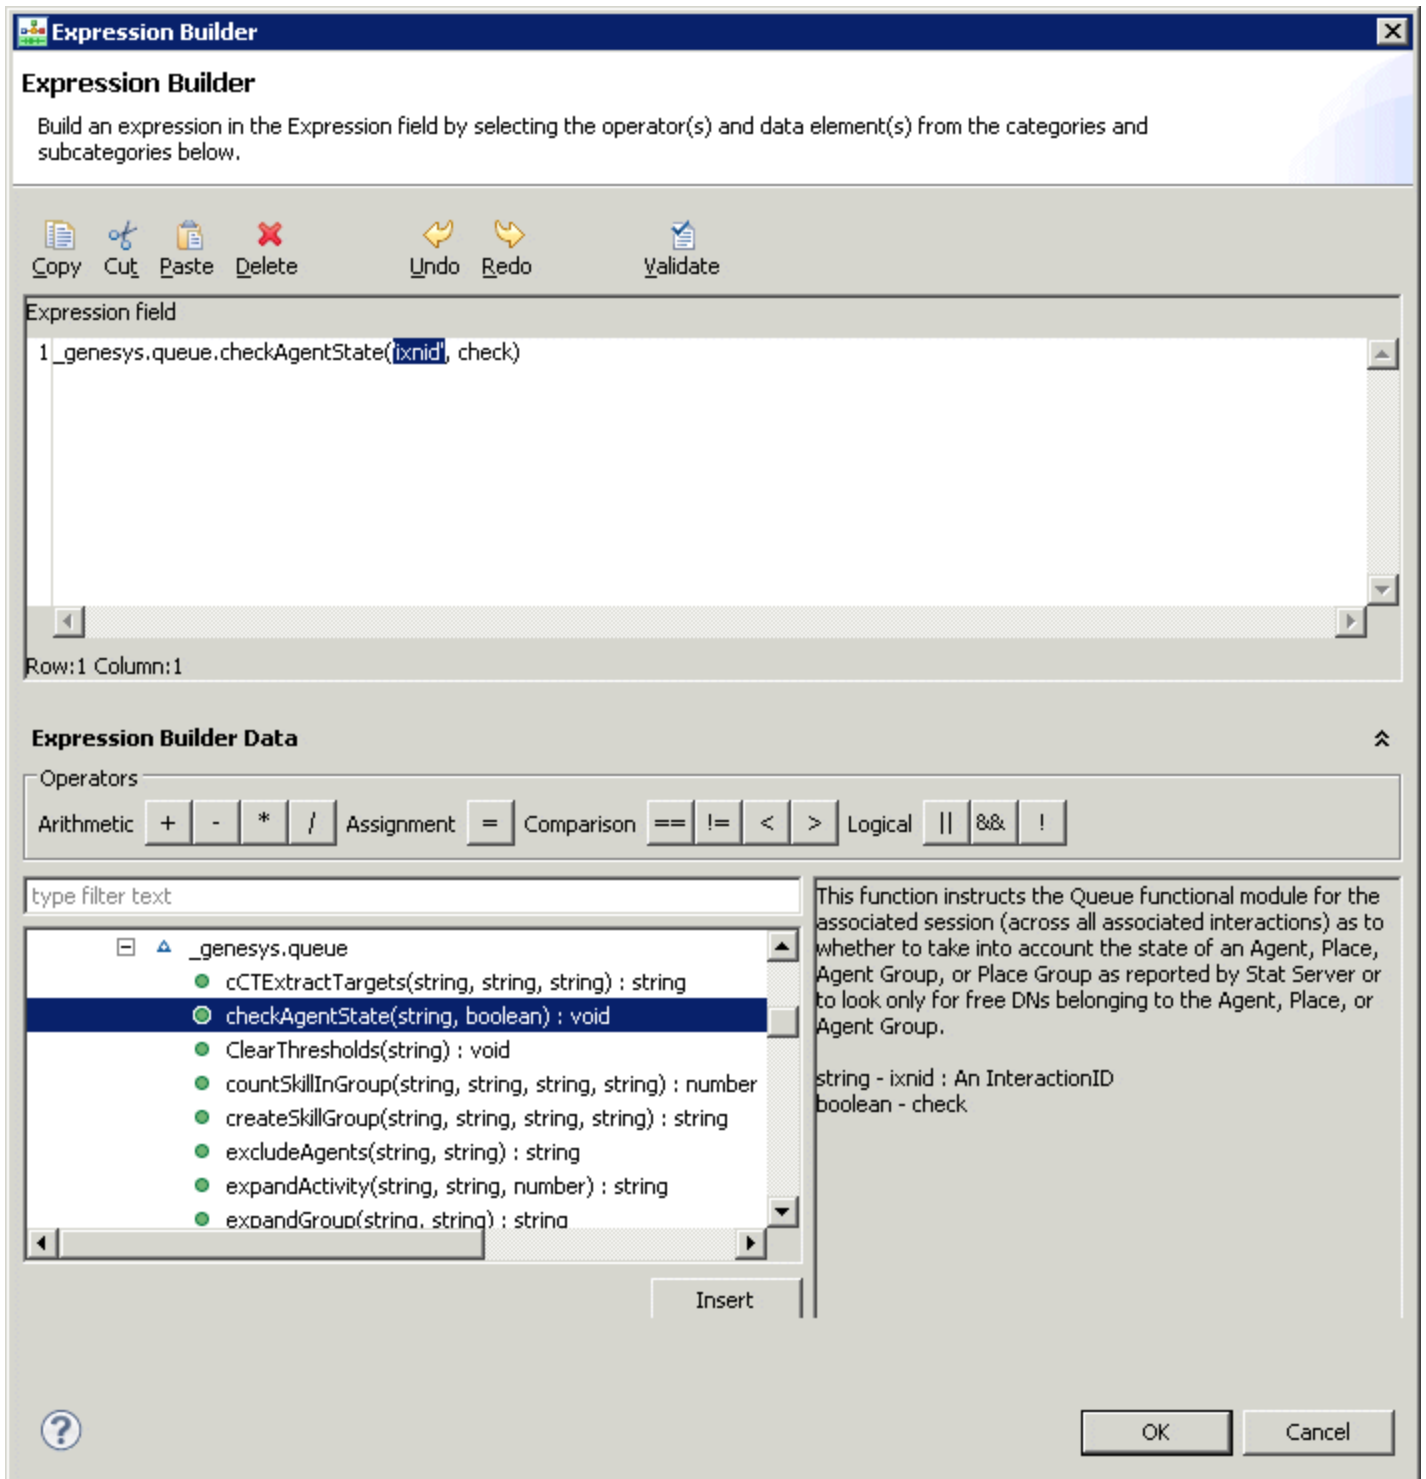 Expression Builder
Expression Builder
Build an expression in the Expression field by selecting the operator(s) and data element(s) from the categories and
subcategories below.
Copy Cut Paste Delete Undo Redo Validate
Expression field
1 _genesys.queue.checkAgentState('ixnid', check)
Row:1 Column:1
Expression Builder Data
Operators
Arithmetic + - * / Assignment = Comparison == != < > Logical || && !
type filter text
_genesys.queue
cCTExtractTargets(string, string, string) : string
checkAgentState(string, boolean) : void
ClearThresholds(string) : void
countSkillInGroup(string, string, string, string) : number
createSkillGroup(string, string, string, string) : string
excludeAgents(string, string) : string
expandActivity(string, string, number) : string
expandGroup(string, string) : string
Insert
This function instructs the Queue functional module for the
associated session (across all associated interactions) as to
whether to take into account the state of an Agent, Place,
Agent Group, or Place Group as reported by Stat Server or
to look only for free DNs belonging to the Agent, Place, or
Agent Group.
string - ixnid : An InteractionID
boolean - check
?
OK Cancel